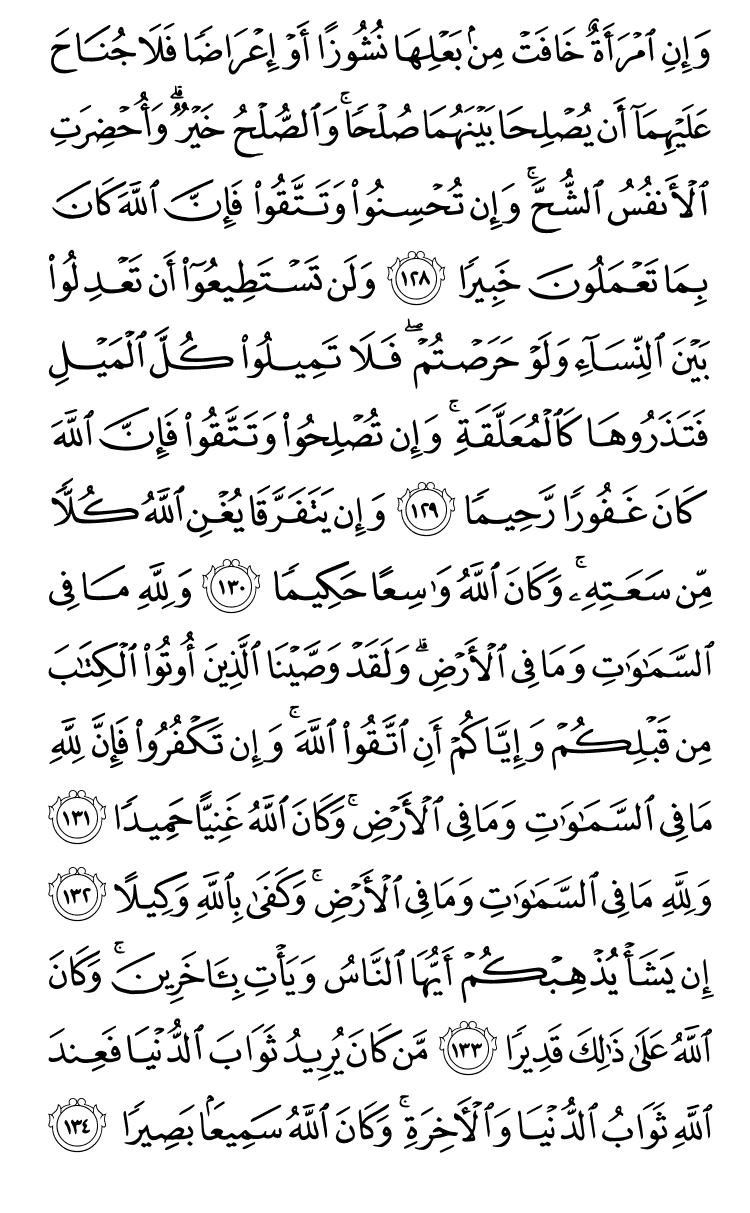 وَإِنِ ٱمۡرَأَةٌ خَافَتۡ مِنۢ بَعۡلِهَا نُشُوزًا أَوۡ إِعۡرَاضٗا فَلَا جُنَاحَ
عَلَيۡهِمَآ أَن يُصۡلِحَا بَيۡنَهُمَا صُلۡحٗاۚ وَٱلصُّلۡحُ خَيۡرٞۗ وَأُحۡضِرَتِ
ٱلۡأَنفُسُ ٱلشُّحَّۚ وَإِن تُحۡسِنُواْ وَتَتَّقُواْ فَإِنَّ ٱللَّهَ كَانَ
بِمَا تَعۡمَلُونَ خَبِيرٗا ١٢٨ وَلَن تَسۡتَطِيعُوٓاْ أَن تَعۡدِلُواْ
بَيۡنَ ٱلنِّسَآءِ وَلَوۡ حَرَصۡتُمۡۖ فَلَا تَمِيلُواْ كُلَّ ٱلۡمَيۡلِ
فَتَذَرُوهَا كَٱلۡمُعَلَّقَةِۚ وَإِن تُصۡلِحُواْ وَتَتَّقُواْ فَإِنَّ ٱللَّهَ
كَانَ غَفُورٗا رَّحِيمٗا ١٢٩ وَإِن يَتَفَرَّقَا يُغۡنِ ٱللَّهُ كُلّٗا
مِّن سَعَتِهِۦۚ وَكَانَ ٱللَّهُ وَٰسِعًا حَكِيمٗا ١٣٠ وَلِلَّهِ مَا فِي
ٱلسَّمَٰوَٰتِ وَمَا فِي ٱلۡأَرۡضِۗ وَلَقَدۡ وَصَّيۡنَا ٱلَّذِينَ أُوتُواْ ٱلۡكِتَٰبَ
مِن قَبۡلِكُمۡ وَإِيَّاكُمۡ أَنِ ٱتَّقُواْ ٱللَّهَۚ وَإِن تَكۡفُرُواْ فَإِنَّ لِلَّهِ
مَا فِي ٱلسَّمَٰوَٰتِ وَمَا فِي ٱلۡأَرۡضِۚ وَكَانَ ٱللَّهُ غَنِيًّا حَمِيدٗا ١٣١
وَلِلَّهِ مَا فِي ٱلسَّمَٰوَٰتِ وَمَا فِي ٱلۡأَرۡضِۚ وَكَفَىٰ بِٱللَّهِ وَكِيلًا ١٣٢
إِن يَشَأۡ يُذۡهِبۡكُمۡ أَيُّهَا ٱلنَّاسُ وَيَأۡتِ بِـَٔاخَرِينَۚ وَكَانَ
ٱللَّهُ عَلَىٰ ذَٰلِكَ قَدِيرٗا ١٣٣ مَّن كَانَ يُرِيدُ ثَوَابَ ٱلدُّنۡيَا فَعِندَ
ٱللَّهِ ثَوَابُ ٱلدُّنۡيَا وَٱلۡأٓخِرَةِۚ وَكَانَ ٱللَّهُ سَمِيعَۢا بَصِيرٗا ١٣٤